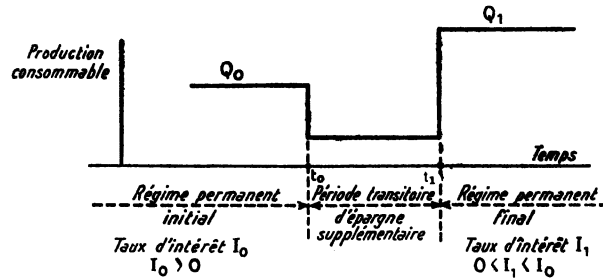 Production
consommable
Q₀
Q₁
Temps
t₀
t₁
Régime permanent
initial
Taux d'intérêt I₀
I₀ > 0
Période transitoire
d'épargne
supplémentaire
Régime permanent
final
Taux d'intérêt I₁
0 < I₁ < I₀